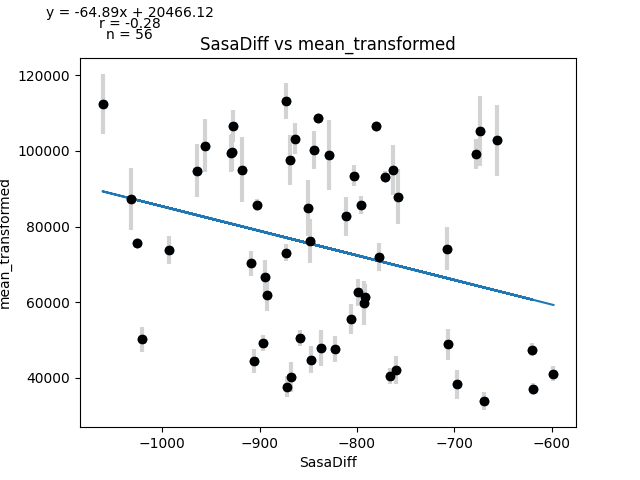 y = -64.89x + 20466.12
r = -0.28
n = 56
SasaDiff vs mean_transformed
120000
100000
80000
60000
40000
mean_transformed
−1000
−900
−800
−700
−600
SasaDiff